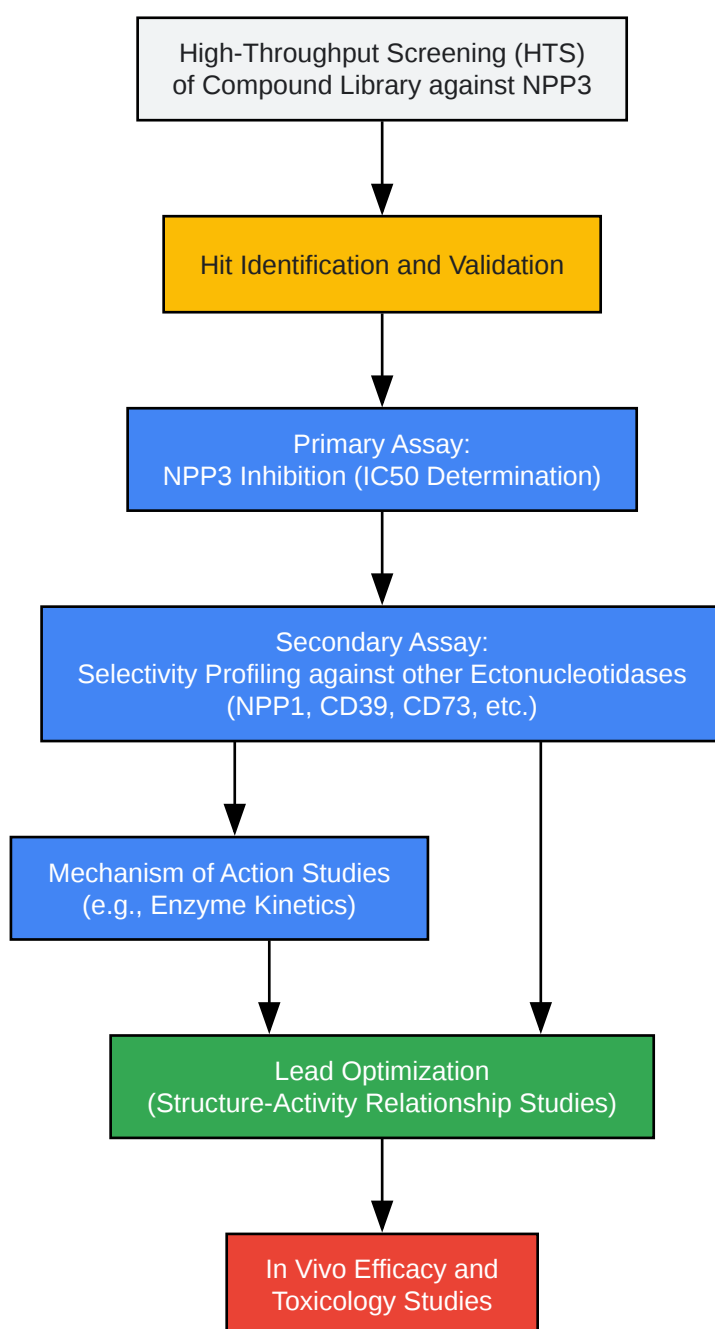 High-Throughput Screening (HTS)
of Compound Library against NPP3
Hit Identification and Validation
Primary Assay:
NPP3 Inhibition (IC50 Determination)
Secondary Assay:
Selectivity Profiling against other Ectonucleotidases
(NPP1, CD39, CD73, etc.)
Mechanism of Action Studies
(e.g., Enzyme Kinetics)
Lead Optimization
(Structure-Activity Relationship Studies)
In Vivo Efficacy and
Toxicology Studies